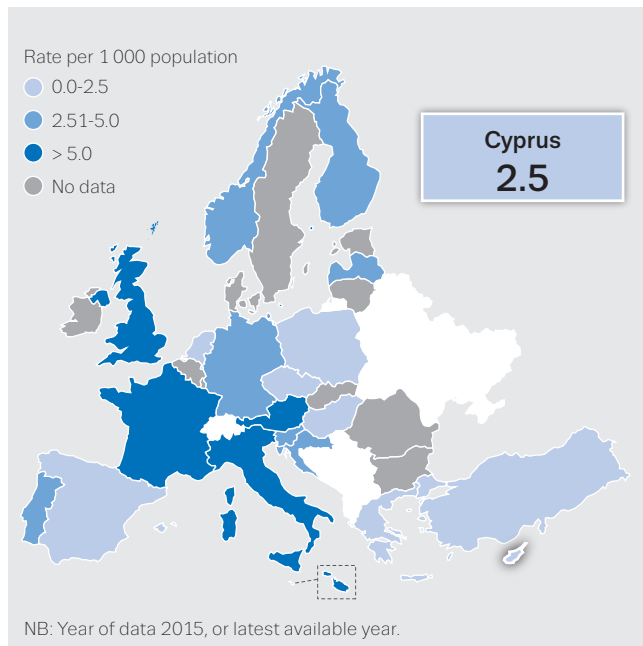 Rate per 1 000 population
0.0-2.5
2.51-5.0
> 5.0
No data
Cyprus
2.5
NB: Year of data 2015, or latest available year.